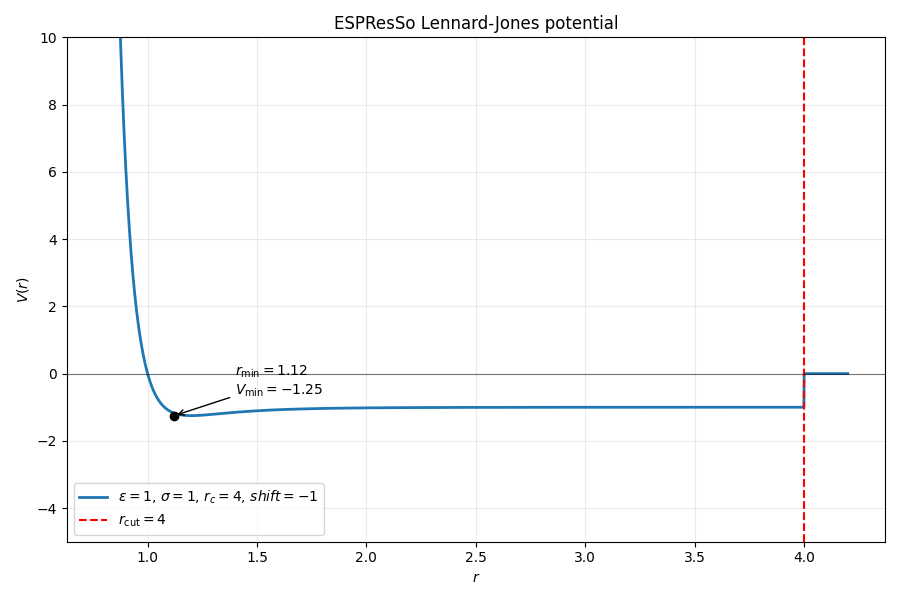 ESPResSo Lennard-Jones potential
10
8
6
4
2
0
−2
−4
V(r)
r_min = 1.12
V_min = −1.25
ε = 1, σ = 1, r_c = 4, shift = −1
r_cut = 4
1.0 1.5 2.0 2.5 3.0 3.5 4.0
r